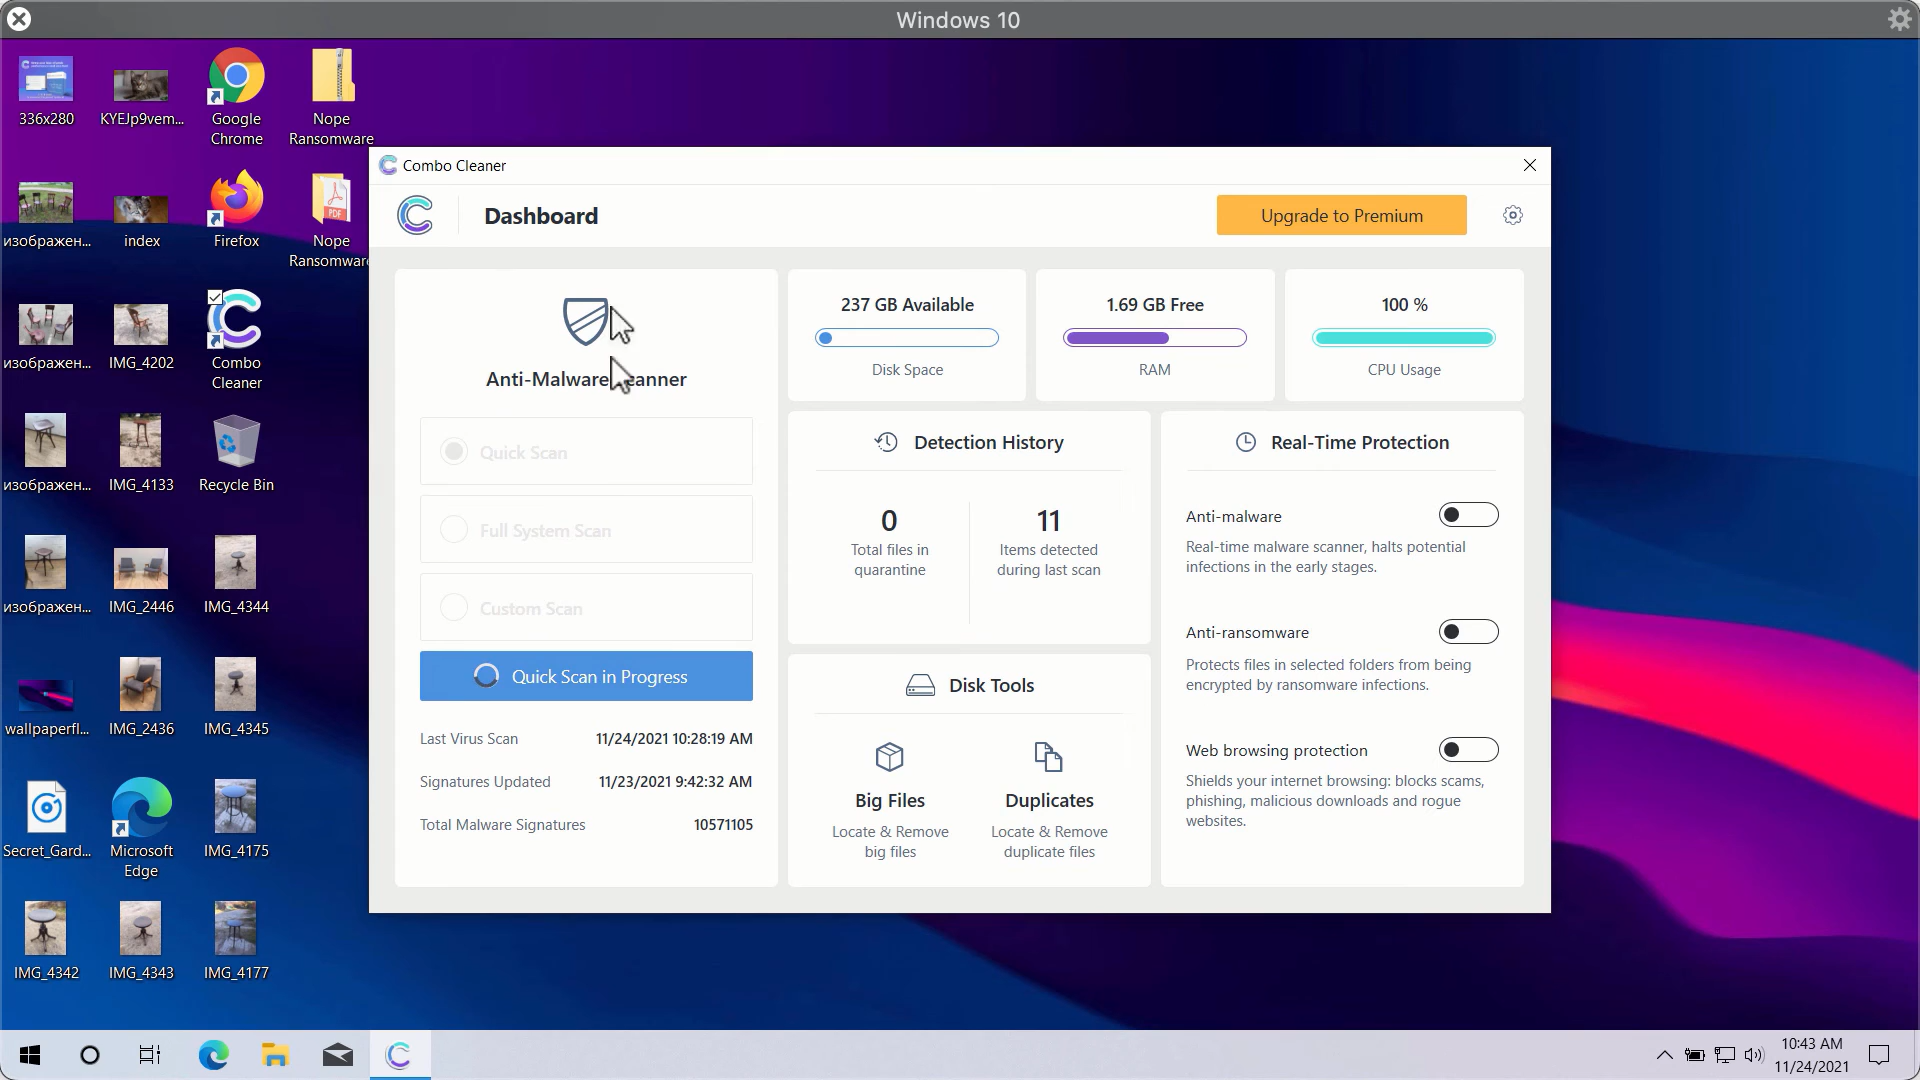 Windows 10
336x280
KYEJp9vem...
Google
Chrome
Nope
Ransomware
изображен...
index
Firefox
Nope
Ransomware
изображен...
IMG_4202
Combo
Cleaner
изображен...
IMG_4133
Recycle Bin
изображен...
IMG_2446
IMG_4344
wallpaperfl...
IMG_2436
IMG_4345
Secret_Gard...
Microsoft
Edge
IMG_4175
IMG_4342
IMG_4343
IMG_4177
PDF
Combo Cleaner
Dashboard
Upgrade to Premium
Anti-Malware Scanner
Quick Scan
Full System Scan
Custom Scan
Quick Scan in Progress
Last Virus Scan 11/24/2021 10:28:19 AM
Signatures Updated 11/23/2021 9:42:32 AM
Total Malware Signatures 10571105
237 GB Available
Disk Space
1.69 GB Free
RAM
100 %
CPU Usage
Detection History
0
Total files in
quarantine
11
Items detected
during last scan
Disk Tools
Big Files
Locate & Remove
big files
Duplicates
Locate & Remove
duplicate files
Real-Time Protection
Anti-malware
Real-time malware scanner, halts potential
infections in the early stages.
Anti-ransomware
Protects files in selected folders from being
encrypted by ransomware infections.
Web browsing protection
Shields your internet browsing: blocks scams,
phishing, malicious downloads and rogue
websites.
10:43 AM
11/24/2021